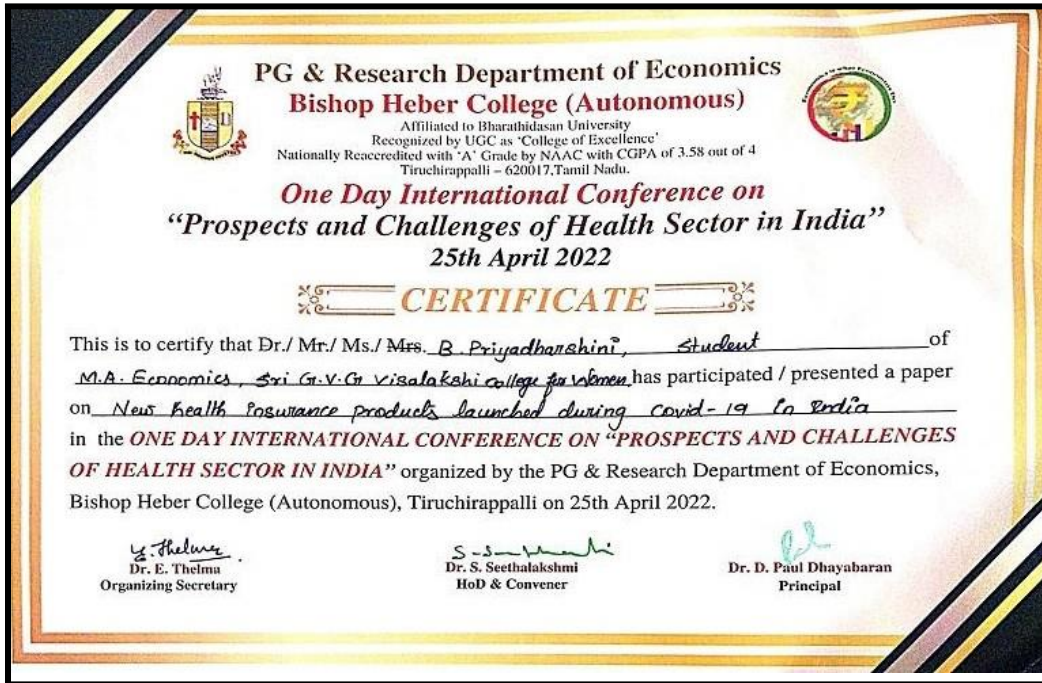 PG & Research Department of Economics
Bishop Heber College (Autonomous)
Affiliated to Bharathidasan University
Recognized by UGC as 'College of Excellence'
Nationally Reaccredited with 'A' Grade by NAAC with CGPA of 3.58 out of 4
Tiruchirappalli – 620017,Tamil Nadu.
One Day International Conference on
"Prospects and Challenges of Health Sector in India"
25th April 2022
CERTIFICATE
This is to certify that Dr./ Mr./ Ms./ Mrs. B. Priyadharshini, Student of
M.A. Economics, Sri G.V.G Visalakshi college for Women has participated / presented a paper
on New health insurance products launched during covid-19 in India
in the ONE DAY INTERNATIONAL CONFERENCE ON "PROSPECTS AND CHALLENGES
OF HEALTH SECTOR IN INDIA" organized by the PG & Research Department of Economics,
Bishop Heber College (Autonomous), Tiruchirappalli on 25th April 2022.
E. Thelma
Dr. E. Thelma
Organizing Secretary
Dr. S. Seethalakshmi
HoD & Convener
Dr. D. Paul Dhayabaran
Principal